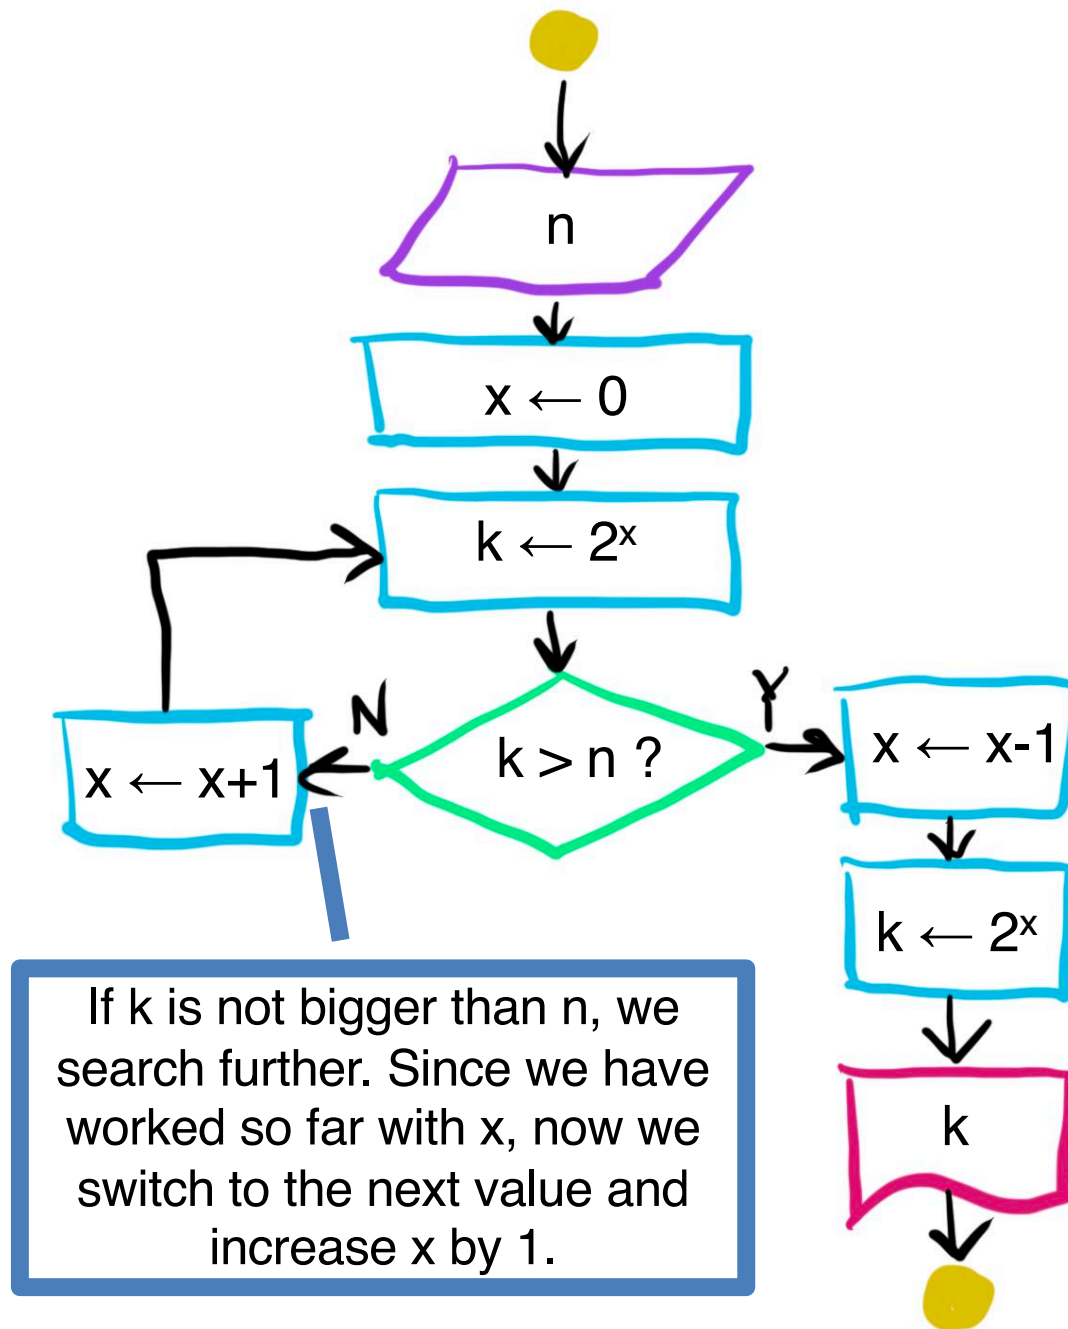 n
x ← 0
k ← 2ˣ
N
Y
k > n ?
x ← x+1
x ← x-1
k ← 2ˣ
k
If k is not bigger than n, we
search further. Since we have
worked so far with x, now we
switch to the next value and
increase x by 1.